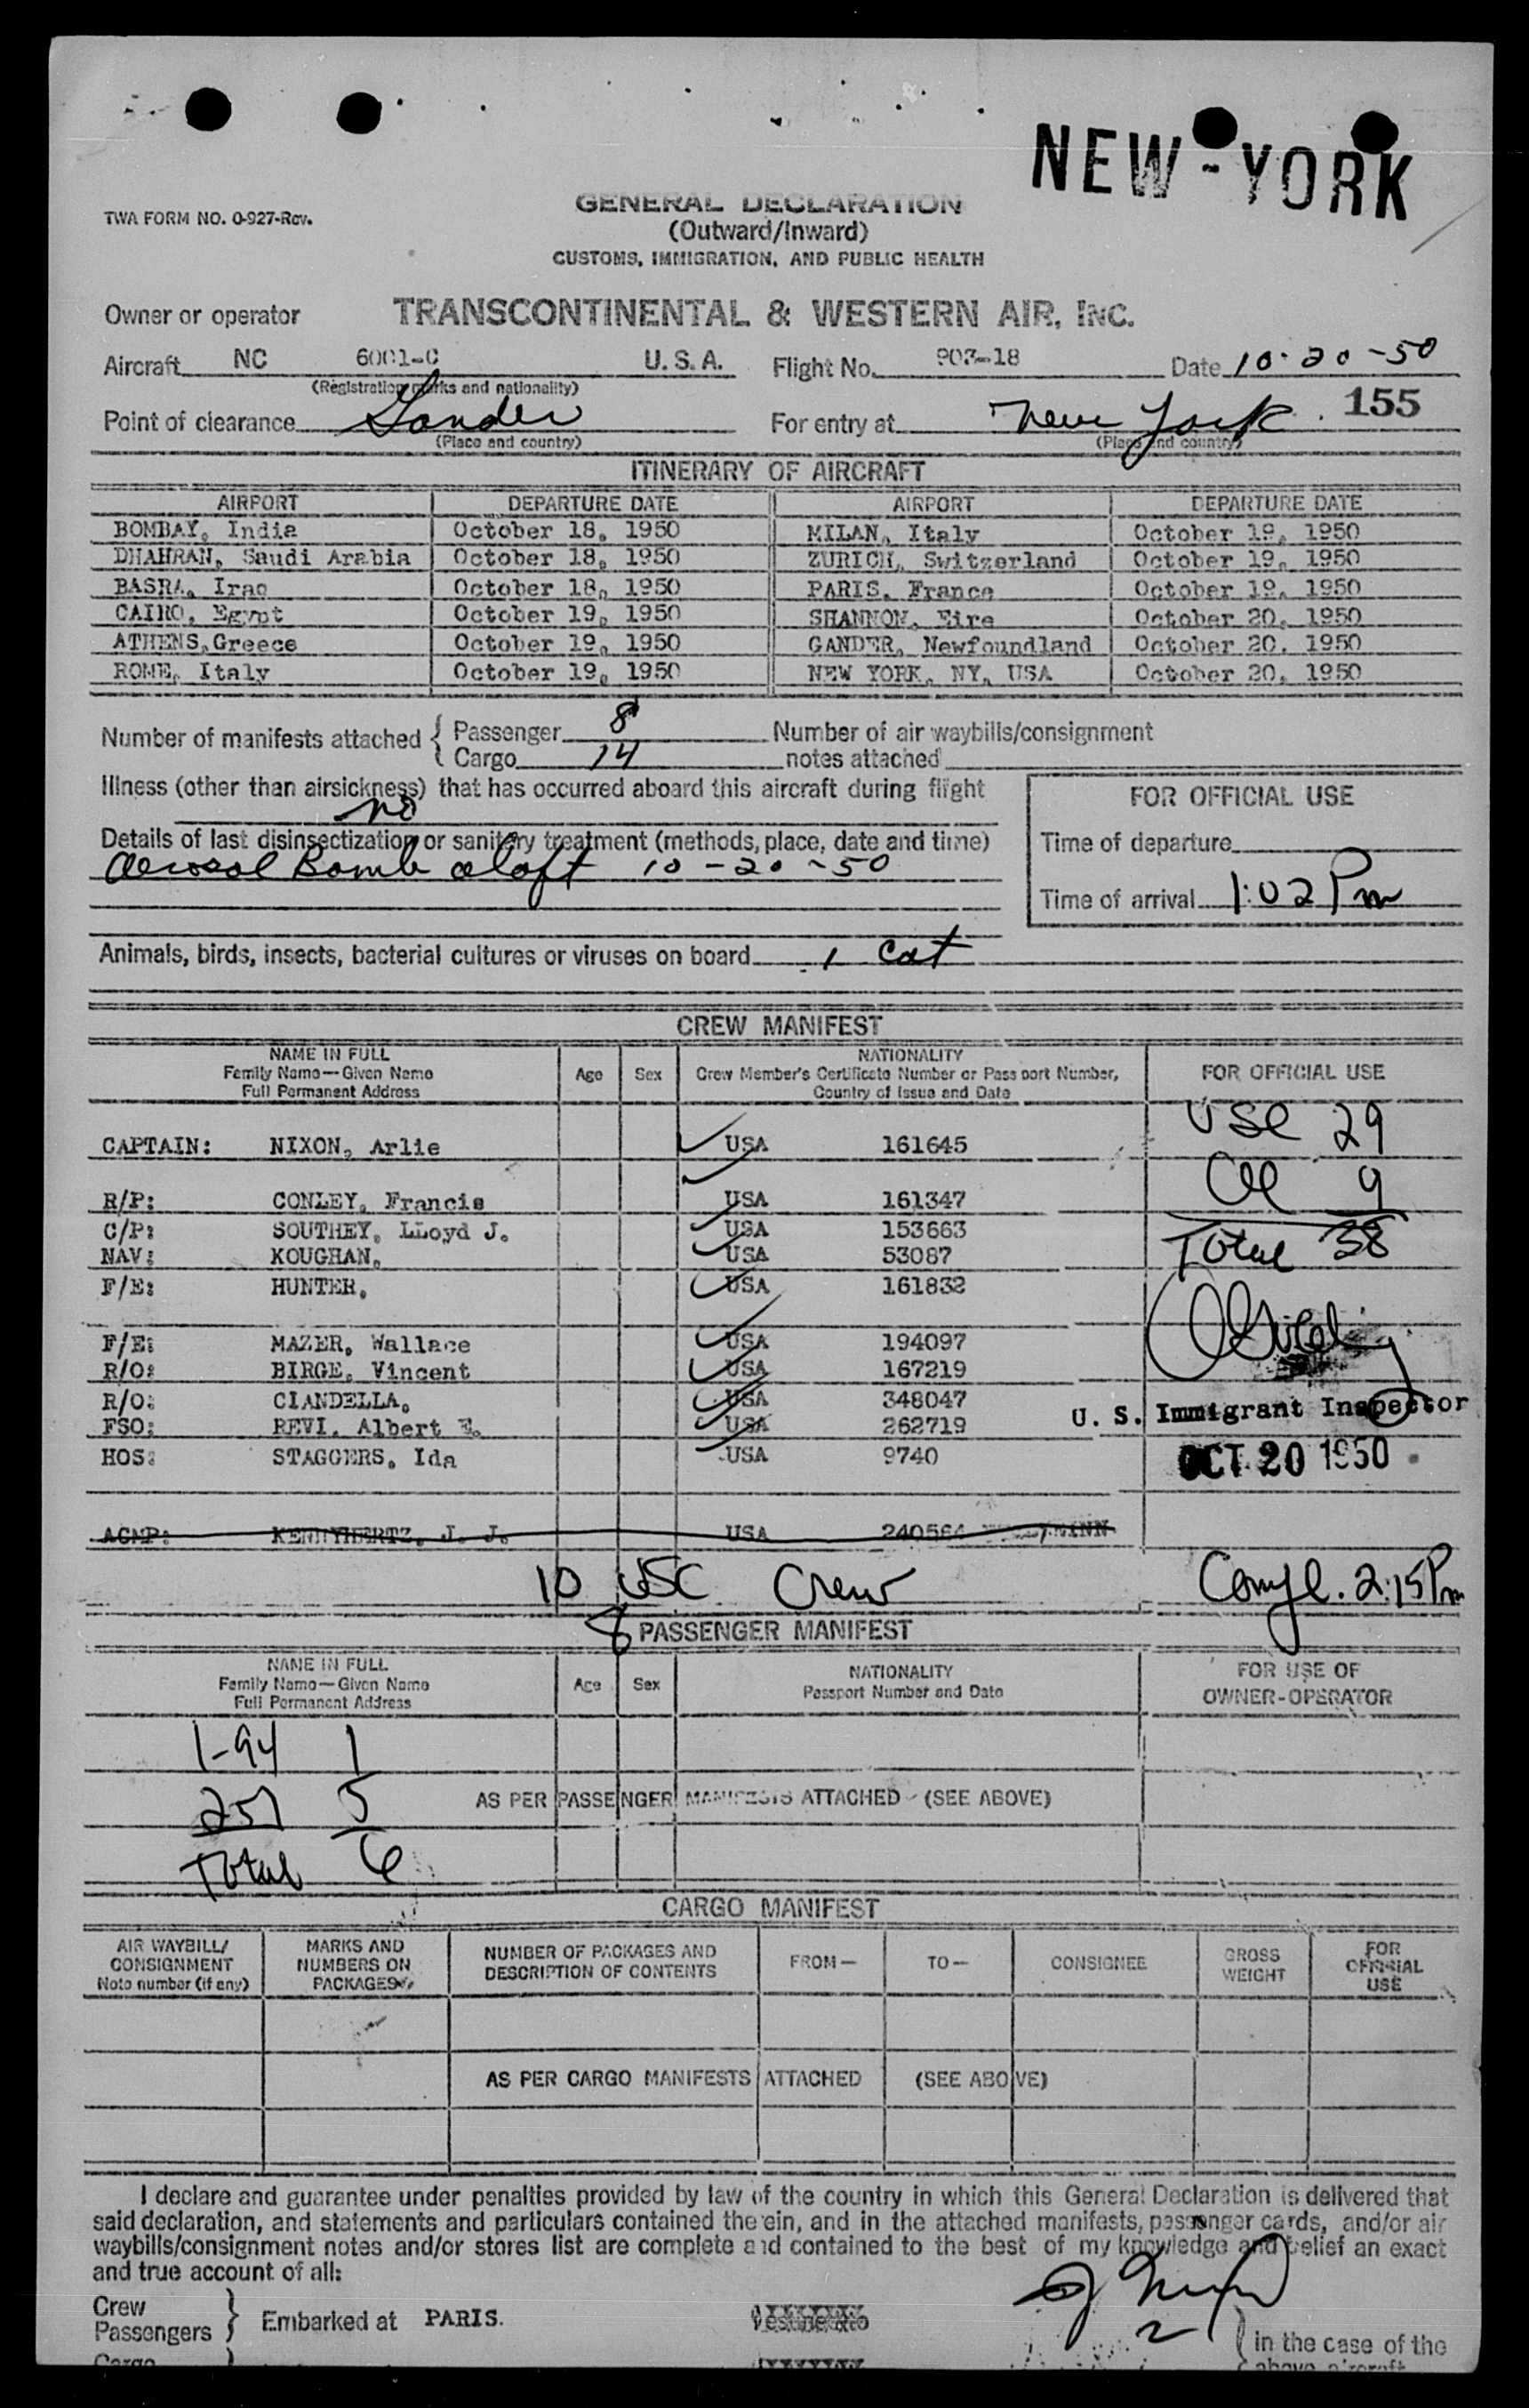 NEW-YORK
TWA FORM NO. O-927-Rev.
GENERAL DECLARATION
(Outward/Inward)
CUSTOMS, IMMIGRATION, AND PUBLIC HEALTH
Owner or operator TRANSCONTINENTAL & WESTERN AIR, INC.
Aircraft NC 6001-C U. S. A. Flight No. 903-18 Date 10-20-50
(Registration marks and nationality)
155
Point of clearance Gander For entry at New York
(Place and country) (Place and country)
ITINERARY OF AIRCRAFT
AIRPORT DEPARTURE DATE AIRPORT DEPARTURE DATE
BOMBAY, India October 18, 1950 MILAN, Italy October 19, 1950
DHAHRAN, Saudi Arabia October 18, 1950 ZURICH, Switzerland October 19, 1950
BASRA, Iraq October 18, 1950 PARIS, France October 19, 1950
CAIRO, Egypt October 19, 1950 SHANNON, Eire October 20, 1950
ATHENS,Greece October 19, 1950 GANDER, Newfoundland October 20, 1950
ROME, Italy October 19, 1950 NEW YORK, NY, USA October 20, 1950
Number of manifests attached { Passenger 8 Number of air waybills/consignment
Cargo 14 notes attached
Illness (other than airsickness) that has occurred aboard this aircraft during flight
no
FOR OFFICIAL USE
Details of last disinsectization or sanitary treatment (methods, place, date and time)
Time of departure
Aerosol Bomb aloft 10-20-50
Time of arrival 1:02 Pm
Animals, birds, insects, bacterial cultures or viruses on board 1 Cat
CREW MANIFEST
NAME IN FULL
Family Name—Given Name
Full Permanent Address
Age Sex
NATIONALITY
Crew Member's Certificate Number or Passport Number,
Country of Issue and Date
FOR OFFICIAL USE
USC 29
CAPTAIN: NIXON, Arlie USA 161645
9
R/P: CONLEY, Francis USA 161347
C/P: SOUTHEY, LLoyd J. USA 153663
Total 38
NAV: KOUGHAN, USA 53087
F/E: HUNTER, USA 161832
F/E: MAZER, Wallace USA 194097
R/O: BIRGE, Vincent USA 167219
R/O: CIANDELLA, USA 348047
U. S. Immigrant Inspector
FSO: REVI, Albert E. USA 262719
HOS: STAGGERS, Ida USA 9740
OCT 20 1950
ACMP: J. J. USA 240564
10 USC Crew
Compl. 2:15Pm
8 PASSENGER MANIFEST
NAME IN FULL
Family Name—Given Name
Full Permanent Address
Age Sex
NATIONALITY
Passport Number and Date
FOR USE OF
OWNER-OPERATOR
I-94 1
257 5
AS PER PASSENGER MANIFESTS ATTACHED - (SEE ABOVE)
Total 6
CARGO MANIFEST
AIR WAYBILL/
CONSIGNMENT
Note number (if any)
MARKS AND
NUMBERS ON
PACKAGES
NUMBER OF PACKAGES AND
DESCRIPTION OF CONTENTS
FROM— TO— CONSIGNEE
GROSS
WEIGHT
FOR
OFFICIAL
USE
AS PER CARGO MANIFESTS ATTACHED (SEE ABOVE)
I declare and guarantee under penalties provided by law of the country in which this General Declaration is delivered that
said declaration, and statements and particulars contained therein, and in the attached manifests, passenger cards, and/or air
waybills/consignment notes and/or stores list are complete and contained to the best of my knowledge and belief an exact
and true account of all:
Crew
Passengers } Embarked at PARIS.
{ in the case of the
Cargo
above aircraft